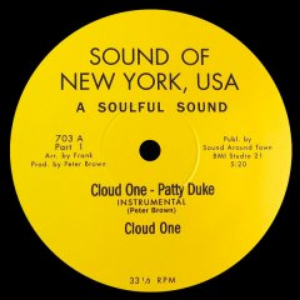 SOUND OF
NEW YORK, USA
A SOULFUL SOUND
703 A
Part 1
Arr. by Frank
Prod. by Peter Brown
Publ. by
Sound Around Town
BMI Studio 21
5:20
Cloud One - Patty Duke
INSTRUMENTAL
(Peter Brown)
Cloud One
33 1/3 RPM